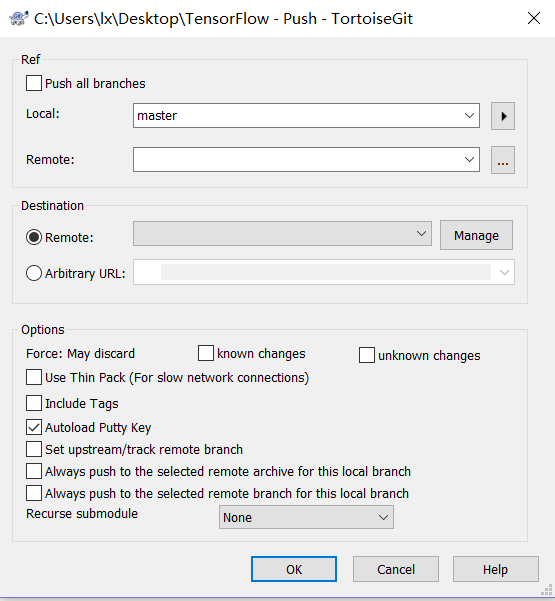 C:\Users\lx\Desktop\TensorFlow - Push - TortoiseGit
Ref
Push all branches
Local: master
Remote:
...
Destination
Remote: Manage
Arbitrary URL:
Options
Force: May discard known changes unknown changes
Use Thin Pack (For slow network connections)
Include Tags
Autoload Putty Key
Set upstream/track remote branch
Always push to the selected remote archive for this local branch
Always push to the selected remote branch for this local branch
Recurse submodule None
OK Cancel Help